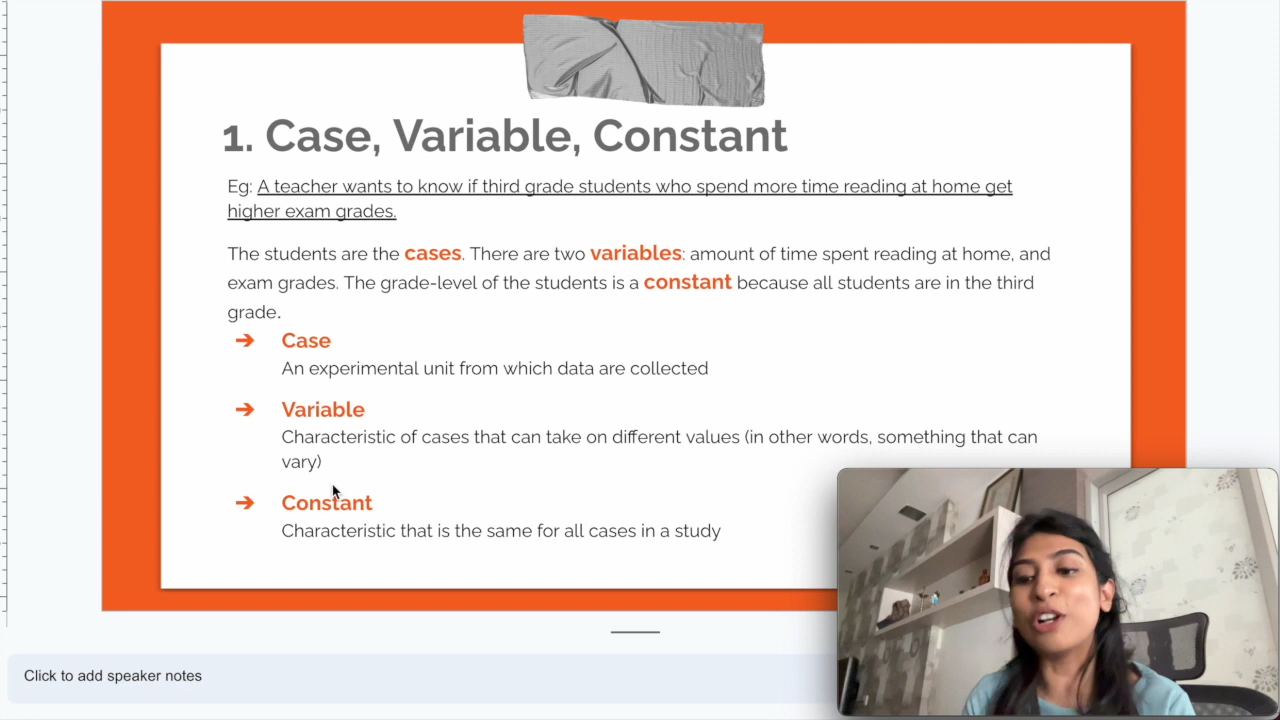 1. Case, Variable, Constant
Eg: A teacher wants to know if third grade students who spend more time reading at home get
higher exam grades.
The students are the cases. There are two variables: amount of time spent reading at home, and
exam grades. The grade-level of the students is a constant because all students are in the third
grade.
➔ Case
An experimental unit from which data are collected
➔ Variable
Characteristic of cases that can take on different values (in other words, something that can
vary)
➔ Constant
Characteristic that is the same for all cases in a study
Click to add speaker notes